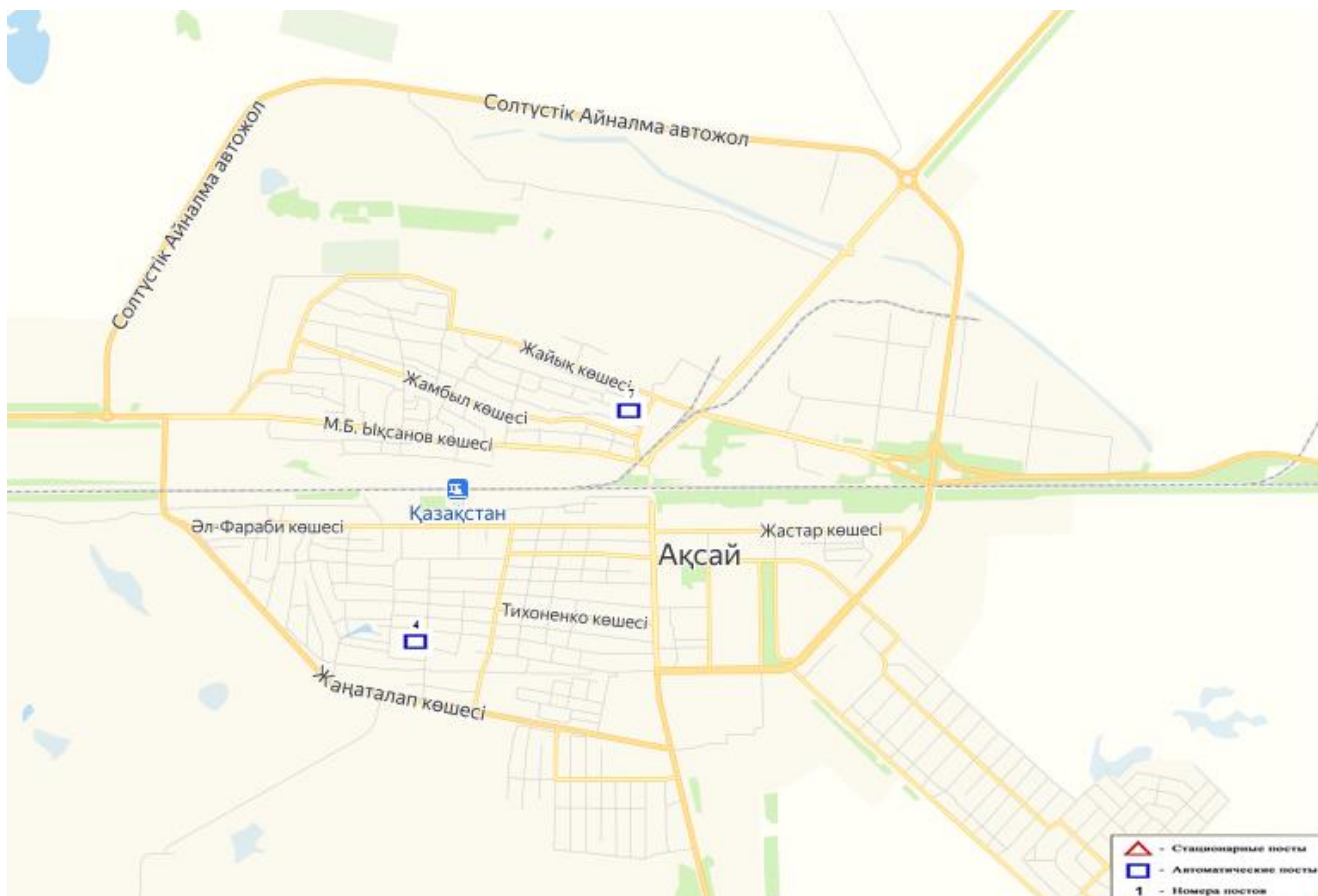 Солтүстік Айналма автожол
Солтүстік Айналма автожол
Жайық көшесі
7
Жамбыл көшесі
М.Б. Ықсанов көшесі
Қазақстан
Әл-Фараби көшесі
Жастар көшесі
Ақсай
Тихоненко көшесі
4
Жаңаталап көшесі
- Стационарные посты
- Автоматические посты
1 - Номера постов